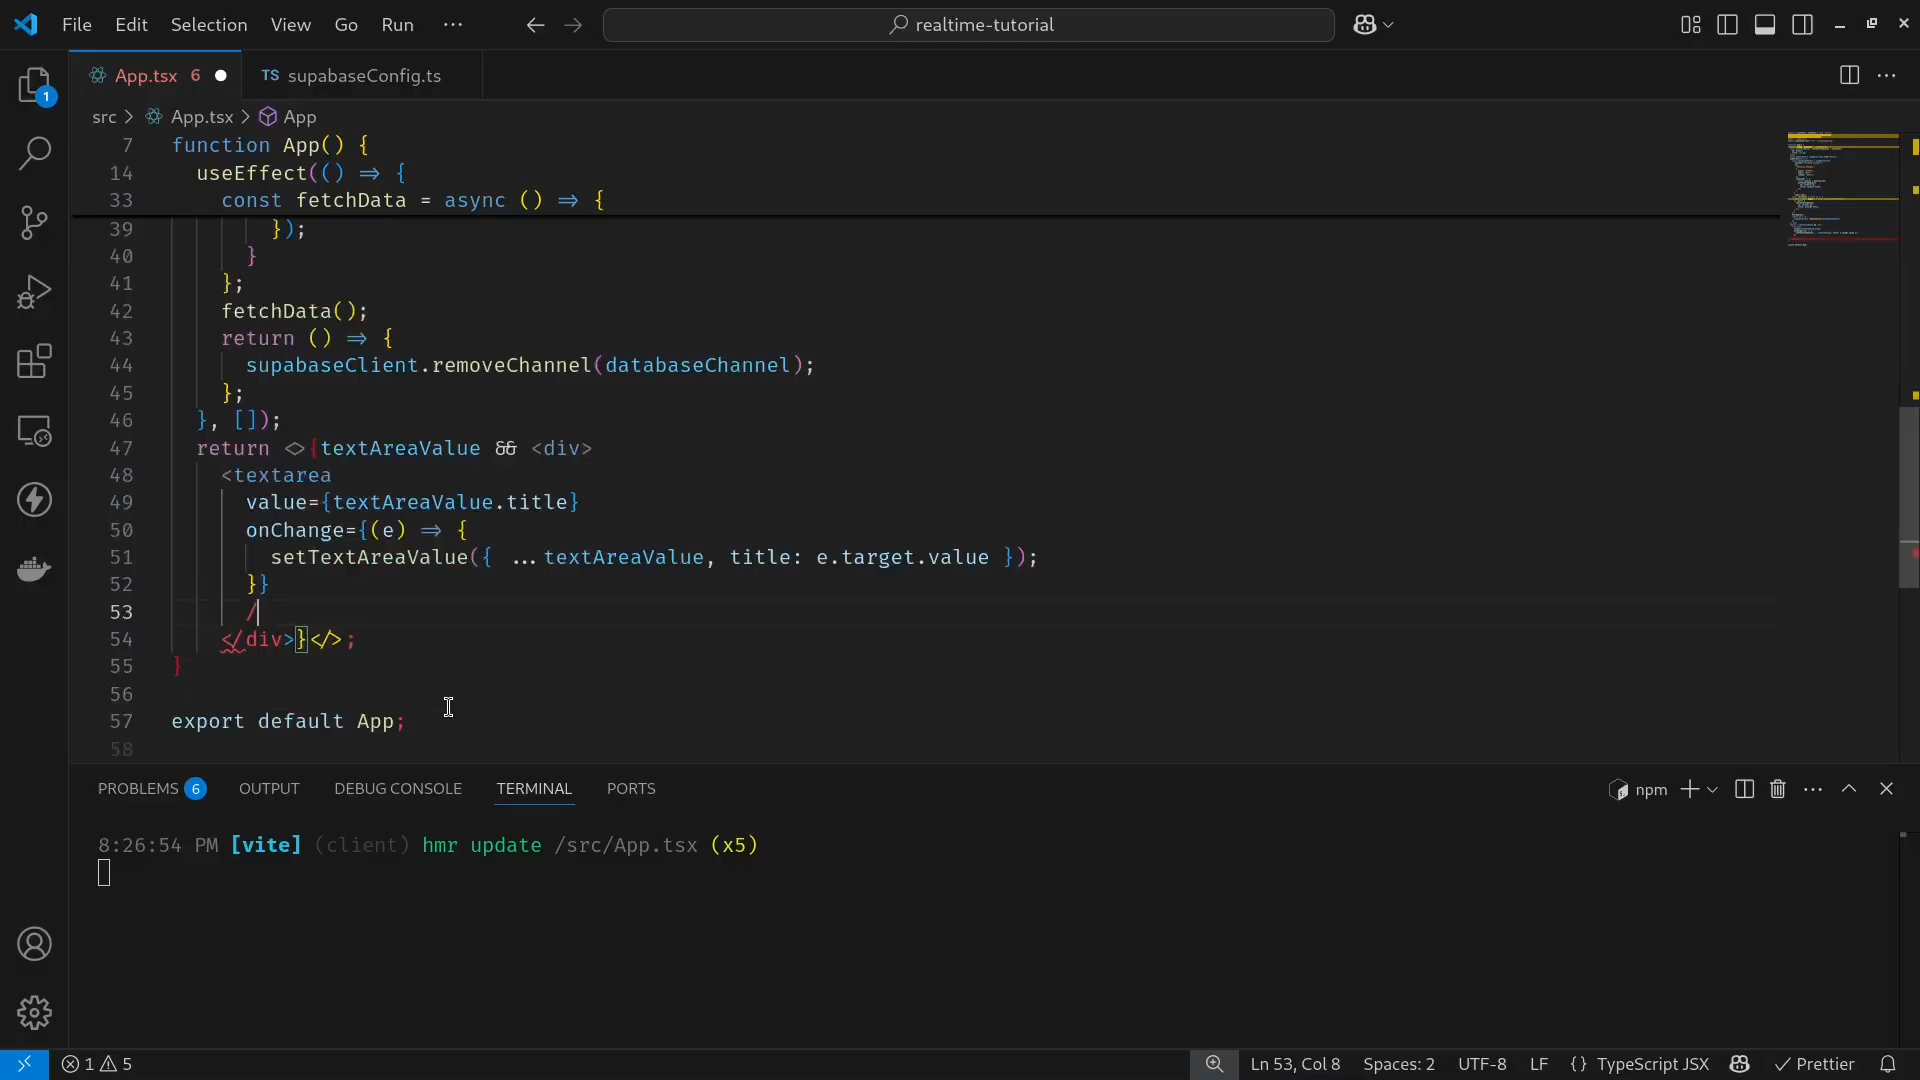 File Edit Selection View Go Run ... realtime-tutorial
App.tsx 6 TS supabaseConfig.ts
1
src > App.tsx > App
7 function App() {
14 useEffect(() => {
33 const fetchData = async () => {
39 });
40 }
41 };
42 fetchData();
43 return () => {
44 supabaseClient.removeChannel(databaseChannel);
45 };
46 }, []);
47 return <>{textAreaValue && <div>
48 <textarea
49 value={textAreaValue.title}
50 onChange={(e) => {
51 setTextAreaValue({ ...textAreaValue, title: e.target.value });
52 }}
53 /
54 </div>}</>;
55 }
56
57 export default App;
58
PROBLEMS 6 OUTPUT DEBUG CONSOLE TERMINAL PORTS npm
8:26:54 PM [vite] (client) hmr update /src/App.tsx (x5)
1 5 Ln 53, Col 8 Spaces: 2 UTF-8 LF {} TypeScript JSX Prettier